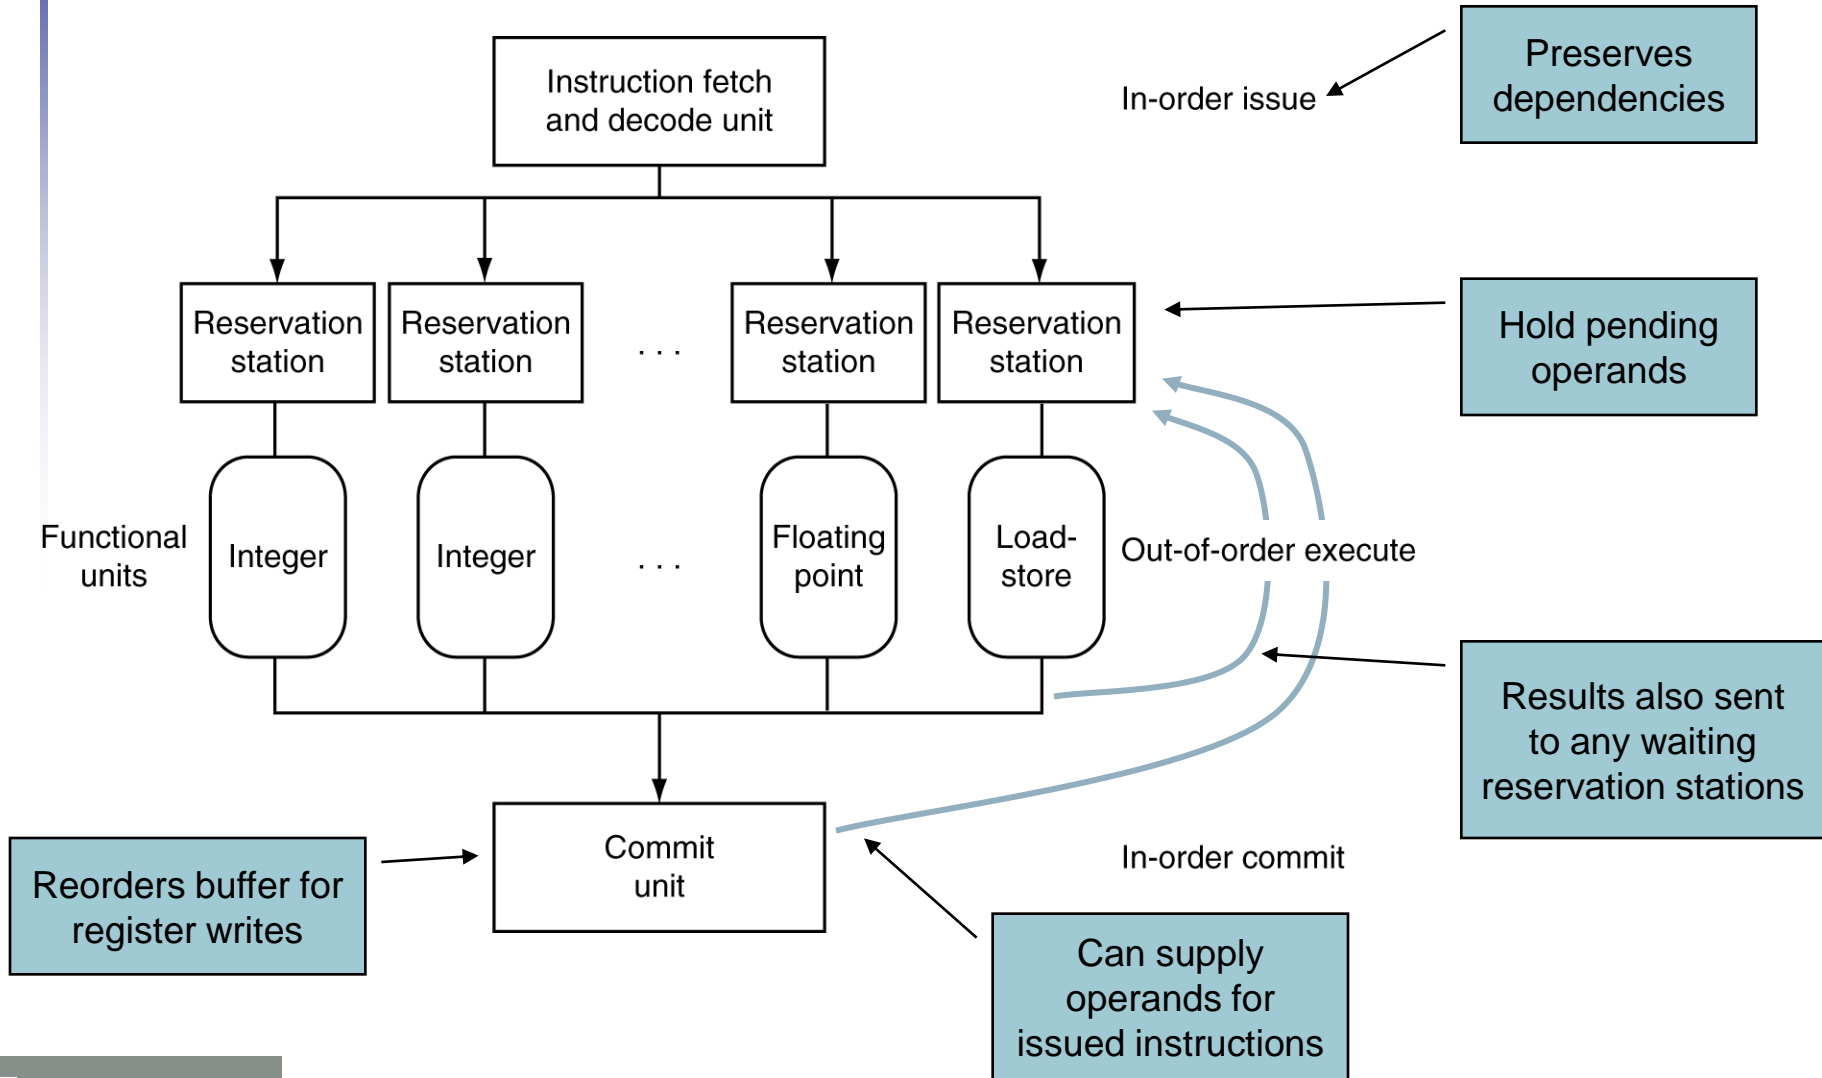 Instruction fetch
and decode unit
In-order issue
Preserves
dependencies
Reservation
station
Reservation
station
. . .
Reservation
station
Reservation
station
Hold pending
operands
Functional
units
Integer
Integer
. . .
Floating
point
Load-
store
Out-of-order execute
Results also sent
to any waiting
reservation stations
Commit
unit
In-order commit
Reorders buffer for
register writes
Can supply
operands for
issued instructions